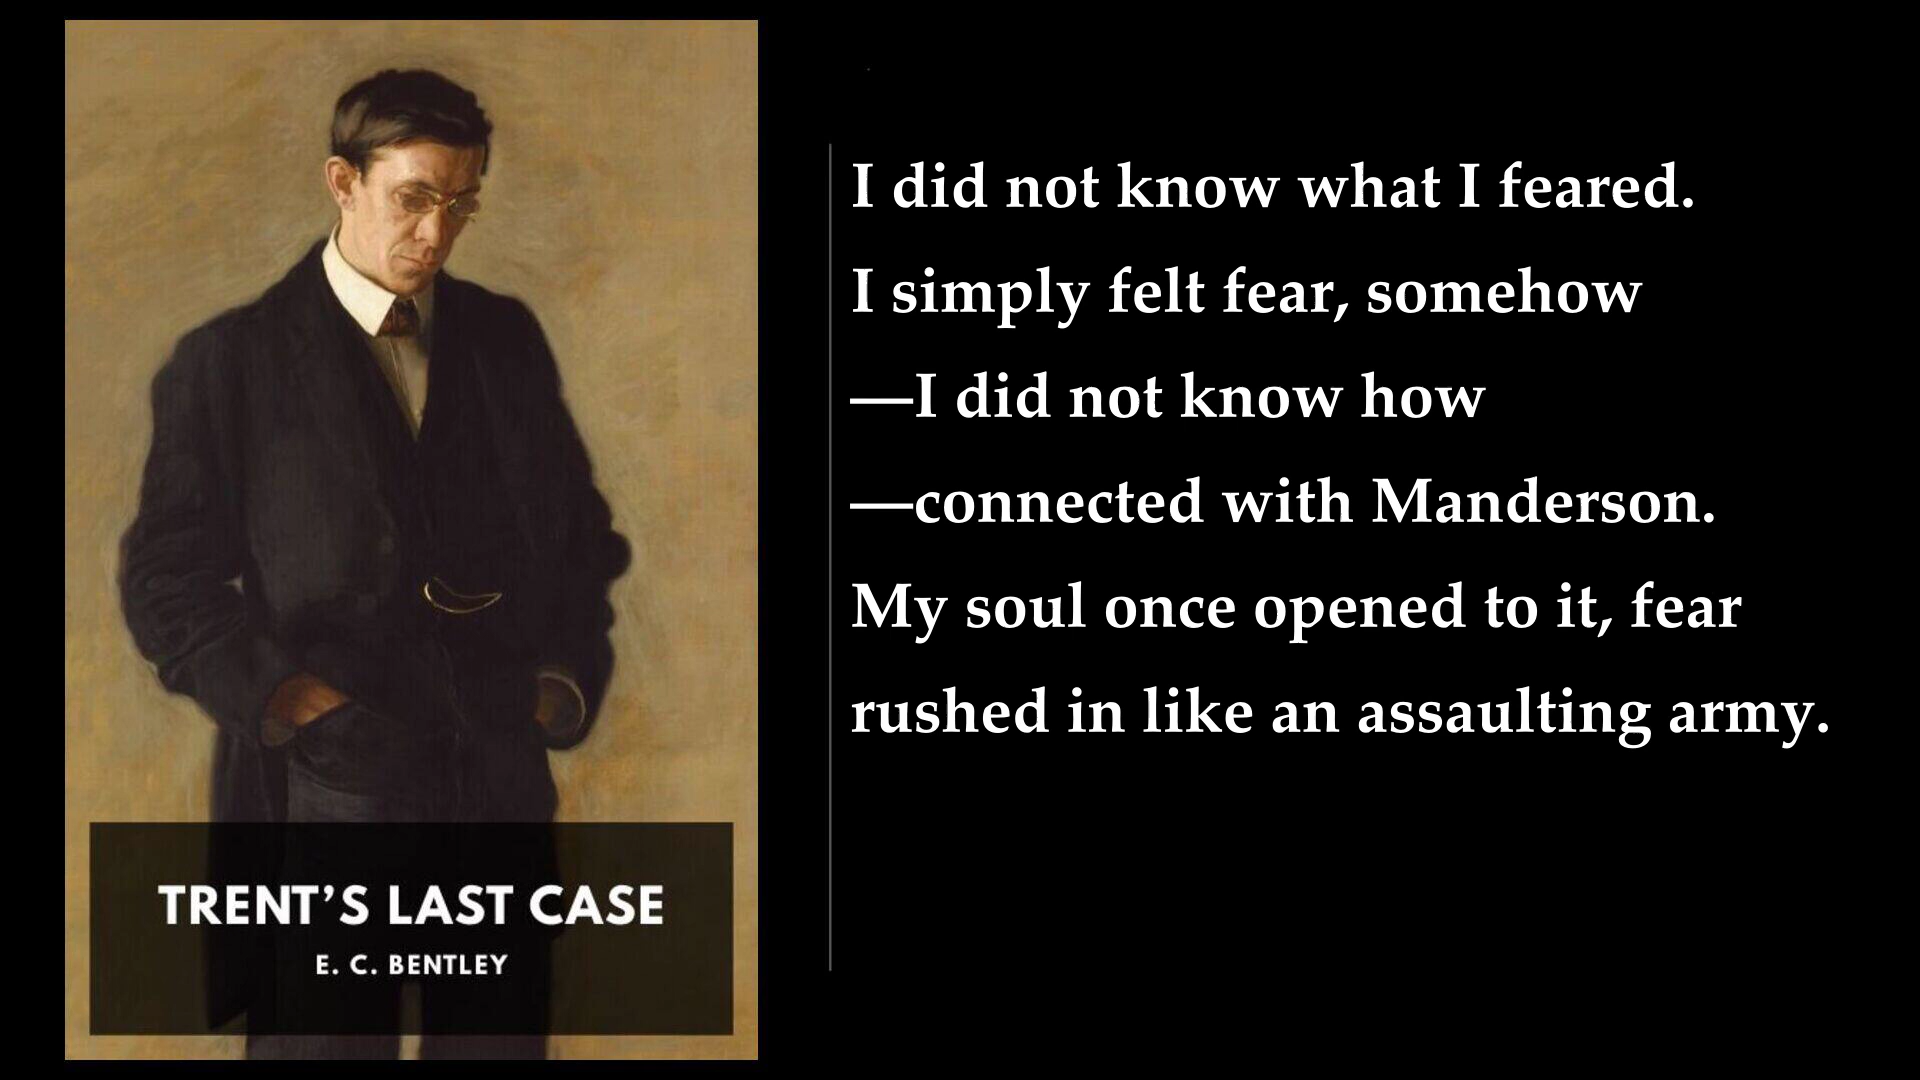 I did not know what I feared.
I simply felt fear, somehow
—I did not know how
—connected with Manderson.
My soul once opened to it, fear
rushed in like an assaulting army.
TRENT’S LAST CASE
E. C. BENTLEY